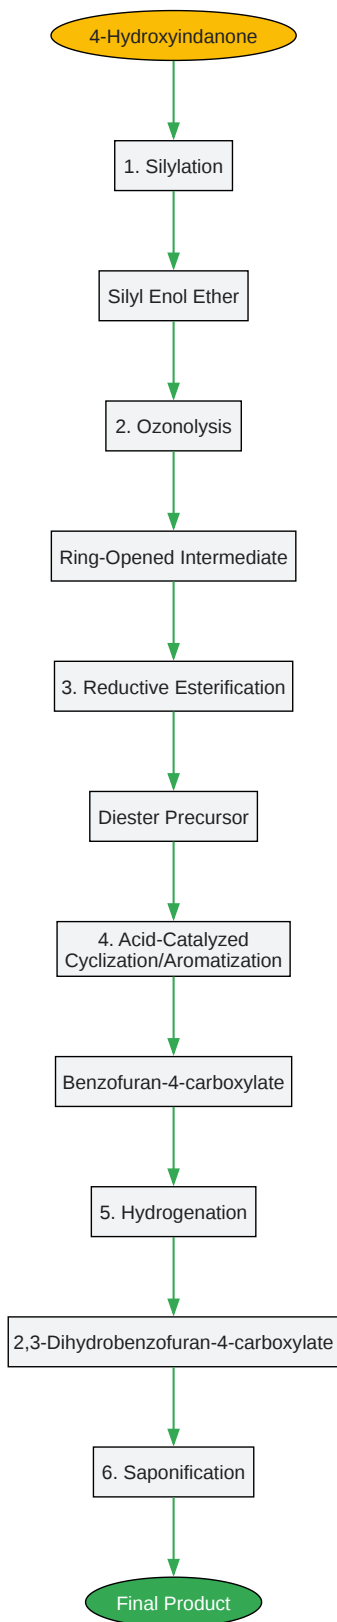 4-Hydroxyindanone
1. Silylation
Silyl Enol Ether
2. Ozonolysis
Ring-Opened Intermediate
3. Reductive Esterification
Diester Precursor
4. Acid-Catalyzed
Cyclization/Aromatization
Benzofuran-4-carboxylate
5. Hydrogenation
2,3-Dihydrobenzofuran-4-carboxylate
6. Saponification
Final Product